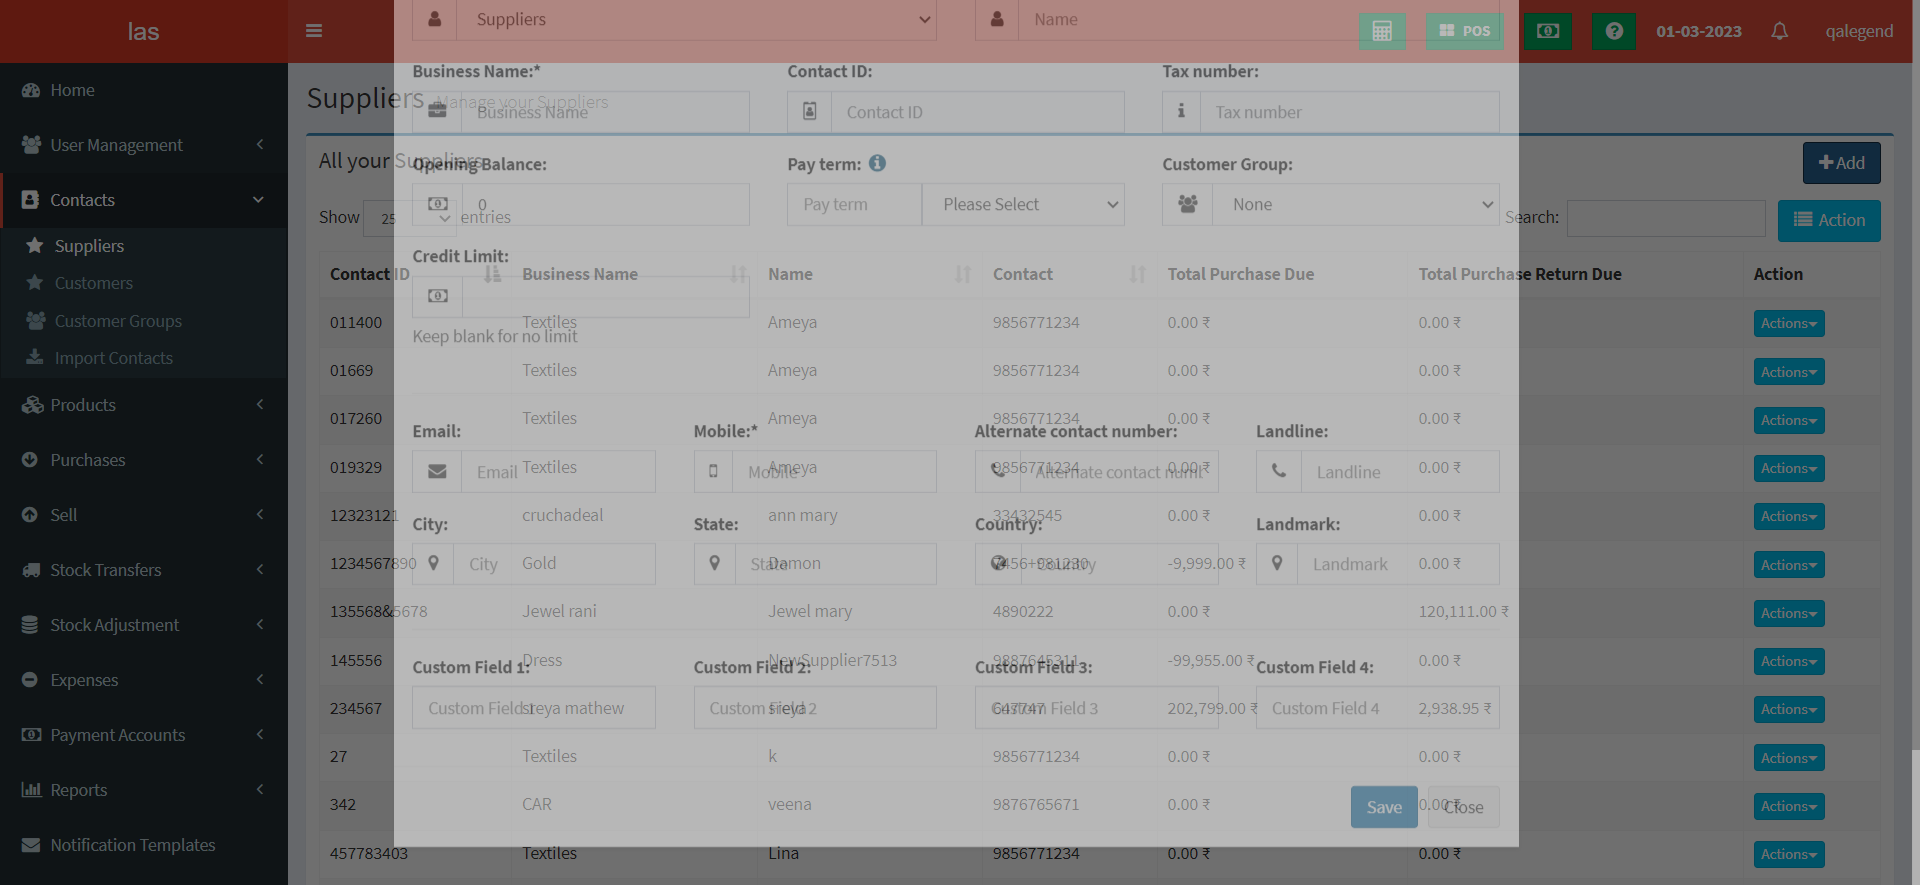 las
Suppliers
Name
POS
01-03-2023
qalegend
Home
User Management
Contacts
Suppliers
Customers
Customer Groups
Import Contacts
Products
Purchases
Sell
Stock Transfers
Stock Adjustment
Expenses
Payment Accounts
Reports
Notification Templates
Suppliers Manage your Suppliers
All your Suppliers
Add
Show 25 entries
Search:
Action
Contact ID Business Name Name Contact Total Purchase Due Total Purchase Return Due Action
011400 Textiles Ameya 9856771234 0.00 ₹ 0.00 ₹ Actions
01669 Textiles Ameya 9856771234 0.00 ₹ 0.00 ₹ Actions
017260 Textiles Ameya 9856771234 0.00 ₹ 0.00 ₹ Actions
019329 Textiles Ameya 9856771234 0.00 ₹ 0.00 ₹ Actions
12323121 cruchadeal ann mary 33432545 0.00 ₹ 0.00 ₹ Actions
1234567890 Gold Damon 7456+981230 -9,999.00 ₹ 0.00 ₹ Actions
135568&5678 Jewel rani Jewel mary 4890222 0.00 ₹ 120,111.00 ₹ Actions
145556 Dress NewSupplier7513 9887645311 -99,955.00 ₹ 0.00 ₹ Actions
234567 sreya mathew sreya 647747 202,799.00 ₹ 2,938.95 ₹ Actions
27 Textiles k 9856771234 0.00 ₹ 0.00 ₹ Actions
342 CAR veena 9876765671 0.00 ₹ 0.00 ₹ Actions
457783403 Textiles Lina 9856771234 0.00 ₹ 0.00 ₹ Actions
Business Name:* Contact ID: Tax number:
Business Name Contact ID Tax number
Opening Balance: Pay term: Customer Group:
0 Pay term Please Select None
Credit Limit:
Keep blank for no limit
Email: Mobile:* Alternate contact number: Landline:
Email Mobile Alternate contact numb Landline
City: State: Country: Landmark:
City State Country Landmark
Custom Field 1: Custom Field 2: Custom Field 3: Custom Field 4:
Custom Field 1 Custom Field 2 Custom Field 3 Custom Field 4
Save Close